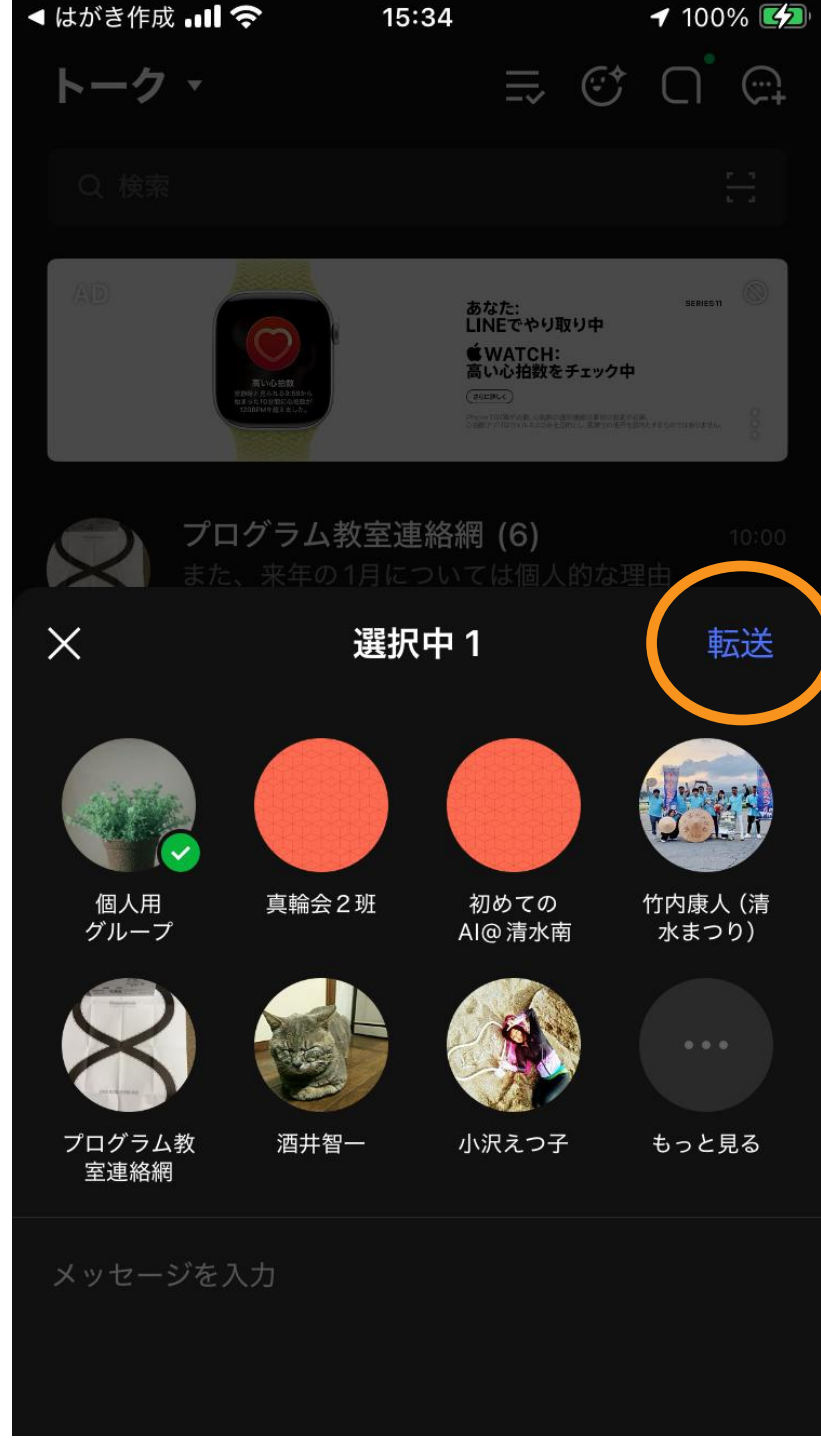 ◀はがき作成
15:34
100%
トーク
検索
AD
あなた:
LINEでやり取り中
SERIES 11
WATCH:
高い心拍数をチェック中
さらに詳しく
高い心拍数
プログラム教室連絡網 (6)
10:00
また、来年の1月については個人的な理由
選択中 1
転送
個人用
グループ
真輪会2班
初めての
AI@清水南
竹内康人(清
水まつり)
プログラム教
室連絡網
酒井智一
小沢えつ子
もっと見る
メッセージを入力